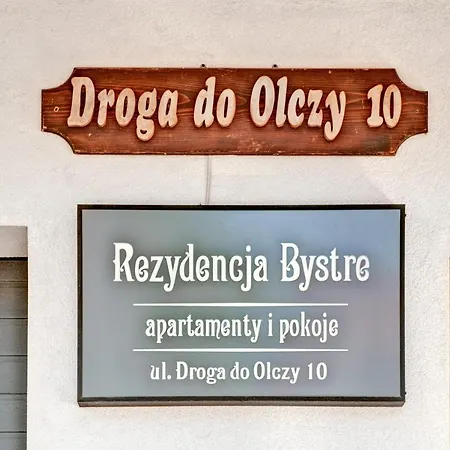 Droga do Olczy 10
Rezydencja Bystre
apartamenty i pokoje
ul. Droga do Olczy 10